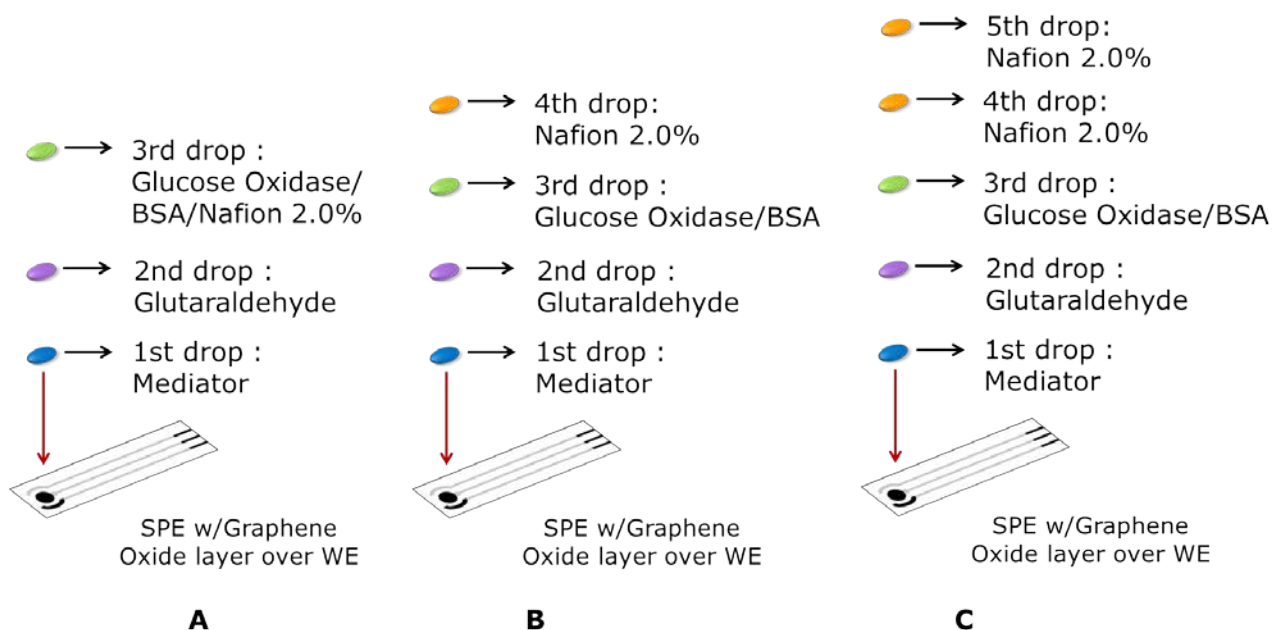 3rd drop :
Glucose Oxidase/
BSA/Nafion 2.0%
2nd drop :
Glutaraldehyde
1st drop :
Mediator
SPE w/Graphene
Oxide layer over WE
A
4th drop:
Nafion 2.0%
3rd drop :
Glucose Oxidase/BSA
2nd drop :
Glutaraldehyde
1st drop :
Mediator
SPE w/Graphene
Oxide layer over WE
B
5th drop:
Nafion 2.0%
4th drop:
Nafion 2.0%
3rd drop :
Glucose Oxidase/BSA
2nd drop :
Glutaraldehyde
1st drop :
Mediator
SPE w/Graphene
Oxide layer over WE
C